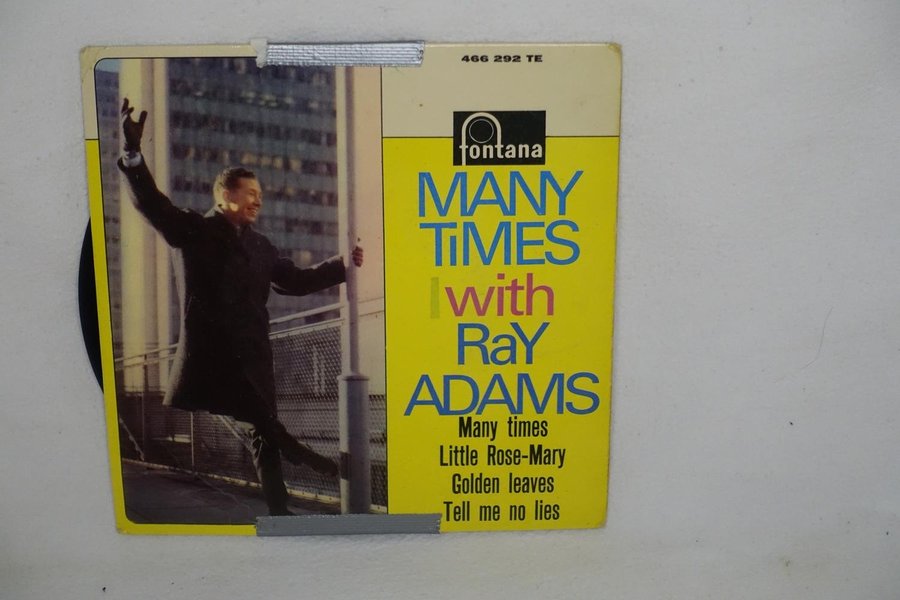 466 292 TE
fontana
MANY
TiMES
with
RaY
ADAMS
Many times
Little Rose-Mary
Golden leaves
Tell me no lies